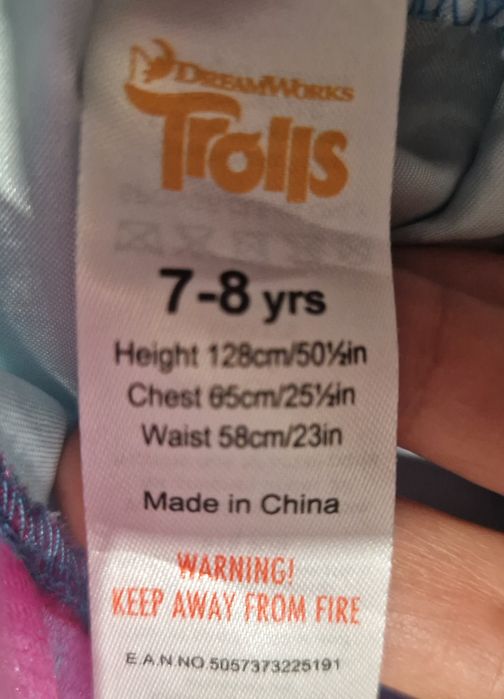 DREAMWORKS
Trolls
7-8 yrs
Height 128cm/50½in
Chest 65cm/25½in
Waist 58cm/23in
Made in China
WARNING!
KEEP AWAY FROM FIRE
E.A.N.NO.5057373225191